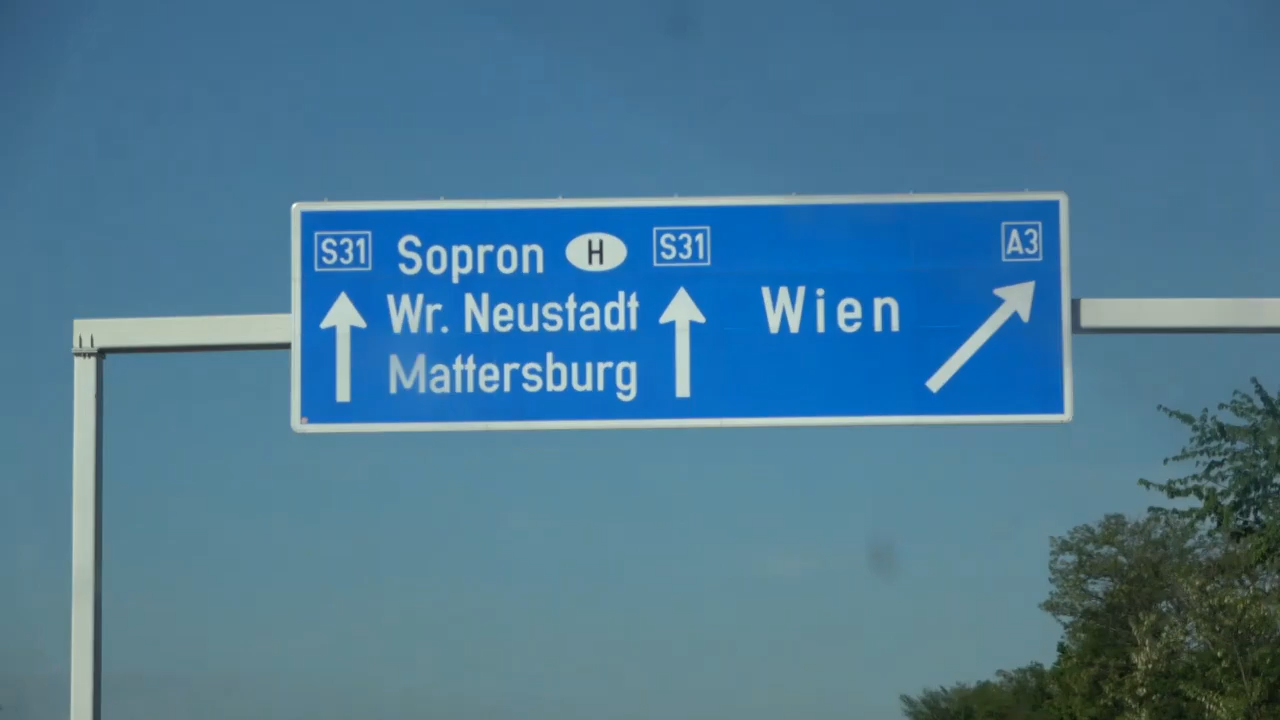 S31 Sopron H S31
Wr. Neustadt
Mattersburg
Wien
A3